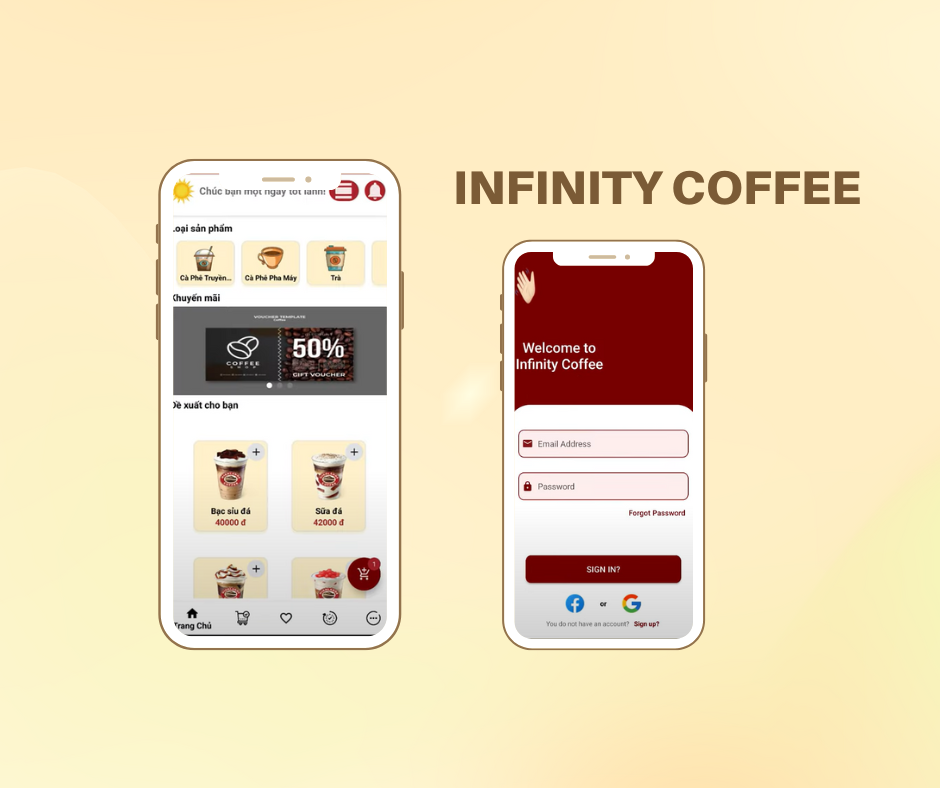 INFINITY COFFEE
Chúc bạn một ngày tốt lành!
Loại sản phẩm
Cà Phê Truyền...
Cà Phê Pha Máy
Trà
Khuyến mãi
VOUCHER TEMPLATE
COFFEE
SHOP
50%
GIFT VOUCHER
Đề xuất cho bạn
Bạc sỉu đá
40000 đ
Sữa đá
42000 đ
1
Trang Chủ
Welcome to
Infinity Coffee
Email Address
Password
Forgot Password
SIGN IN?
or
You do not have an account? Sign up?